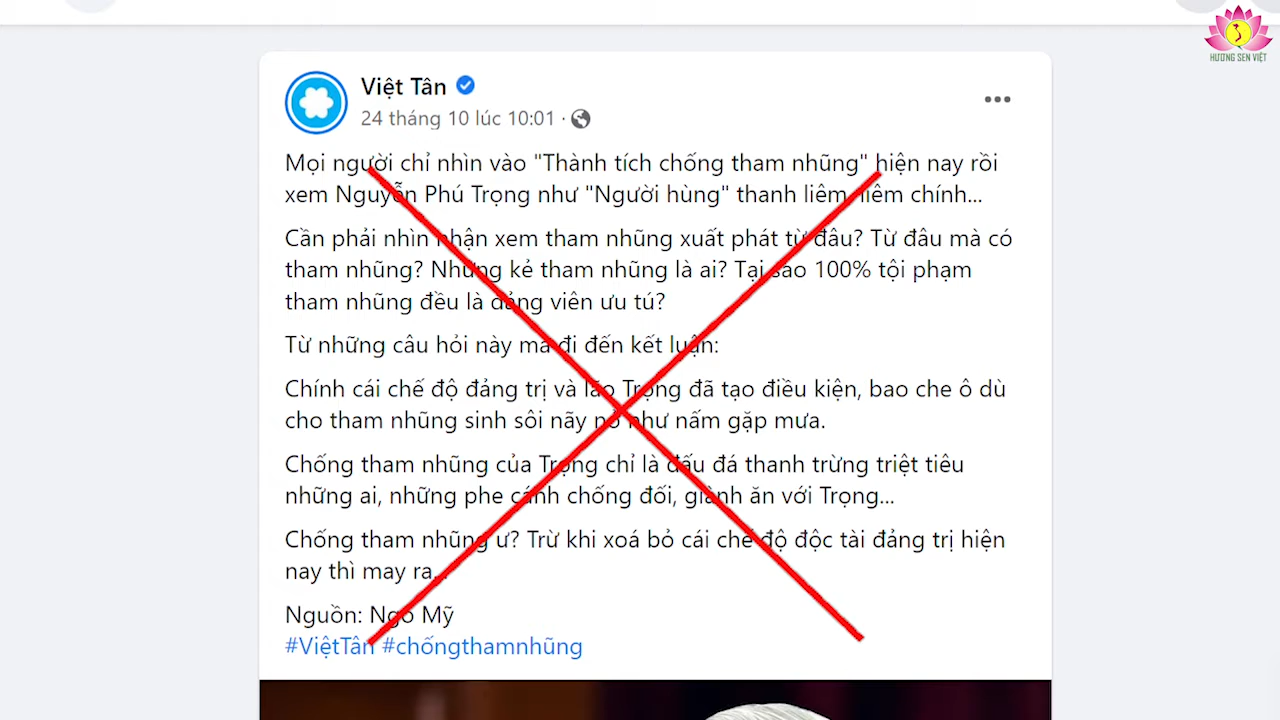 HƯƠNG SEN VIỆT
Việt Tân
24 tháng 10 lúc 10:01 ·
Mọi người chỉ nhìn vào "Thành tích chống tham nhũng" hiện nay rồi
xem Nguyễn Phú Trọng như "Người hùng" thanh liêm, liêm chính...
Cần phải nhìn nhận xem tham nhũng xuất phát từ đâu? Từ đâu mà có
tham nhũng? Những kẻ tham nhũng là ai? Tại sao 100% tội phạm
tham nhũng đều là đảng viên ưu tú?
Từ những câu hỏi này mà đi đến kết luận:
Chính cái chế độ đảng trị và lão Trọng đã tạo điều kiện, bao che ô dù
cho tham nhũng sinh sôi nãy nở như nấm gặp mưa.
Chống tham nhũng của Trọng chỉ là đấu đá thanh trừng triệt tiêu
những ai, những phe cánh chống đối, giành ăn với Trọng...
Chống tham nhũng ư? Trừ khi xoá bỏ cái chế độ độc tài đảng trị hiện
nay thì may ra...
Nguồn: Ngo Mỹ
#ViệtTân #chốngthamnhũng